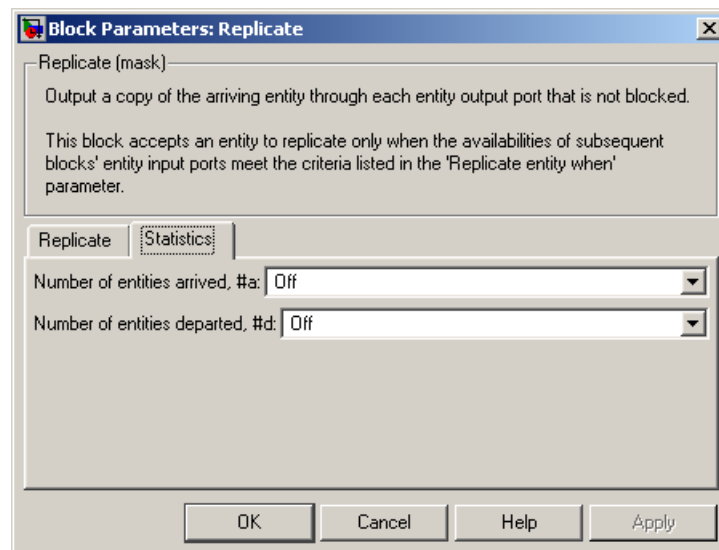 Block Parameters: Replicate
Replicate (mask)
Output a copy of the arriving entity through each entity output port that is not blocked.
This block accepts an entity to replicate only when the availabilities of subsequent
blocks' entity input ports meet the criteria listed in the 'Replicate entity when'
parameter.
Replicate Statistics
Number of entities arrived, #a: Off
Number of entities departed, #d: Off
OK Cancel Help Apply